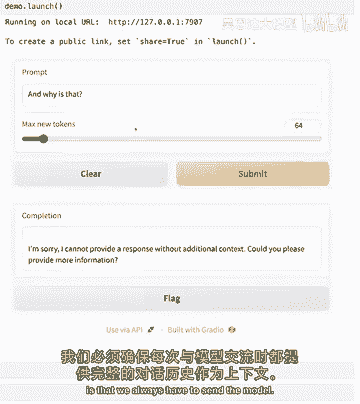 demo.launch()
Running on local URL: http://127.0.0.1:7907
To create a public link, set `share=True` in `launch()`.
Prompt
And why is that?
Max new tokens
64
Clear
Submit
Completion
I'm sorry, I cannot provide a response without additional context. Could you please
provide more information?
Flag
Use via API
·
Built with Gradio
我们必须确保每次与模型交流时都提
供完整的对话历史作为上下文。
is that we always have to send the model.